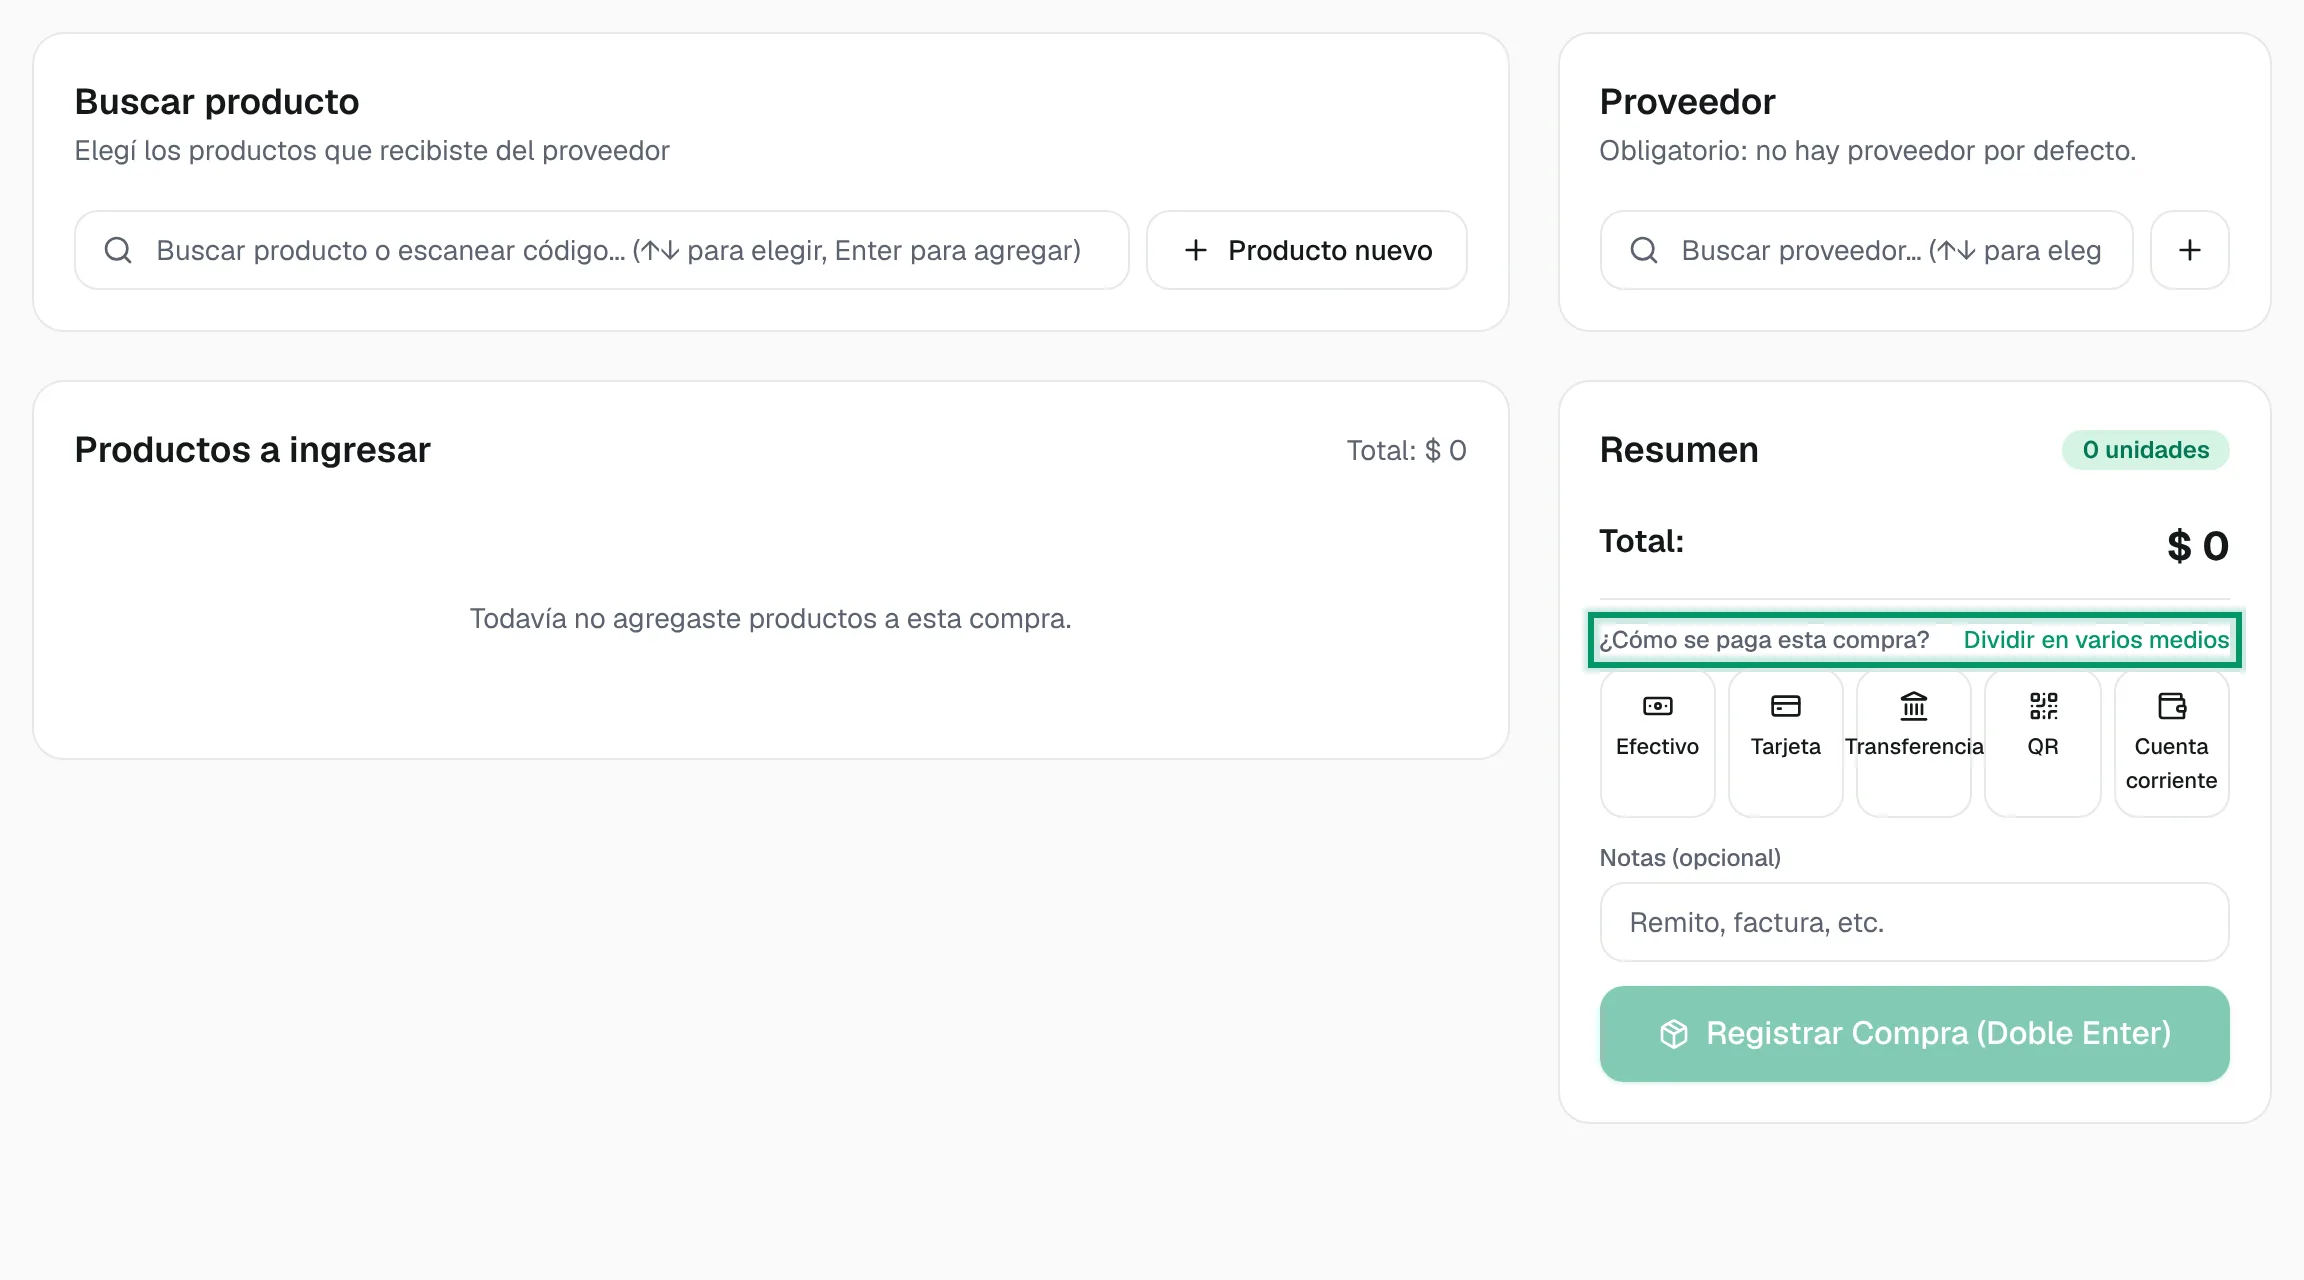 Buscar producto
Elegí los productos que recibiste del proveedor
Buscar producto o escanear código... (↑↓ para elegir, Enter para agregar)
+ Producto nuevo
Proveedor
Obligatorio: no hay proveedor por defecto.
Buscar proveedor... (↑↓ para eleg
+
Productos a ingresar
Total: $ 0
Todavía no agregaste productos a esta compra.
Resumen
0 unidades
Total:
$ 0
¿Cómo se paga esta compra?
Dividir en varios medios
Efectivo
Tarjeta
Transferencia
QR
Cuenta
corriente
Notas (opcional)
Remito, factura, etc.
Registrar Compra (Doble Enter)